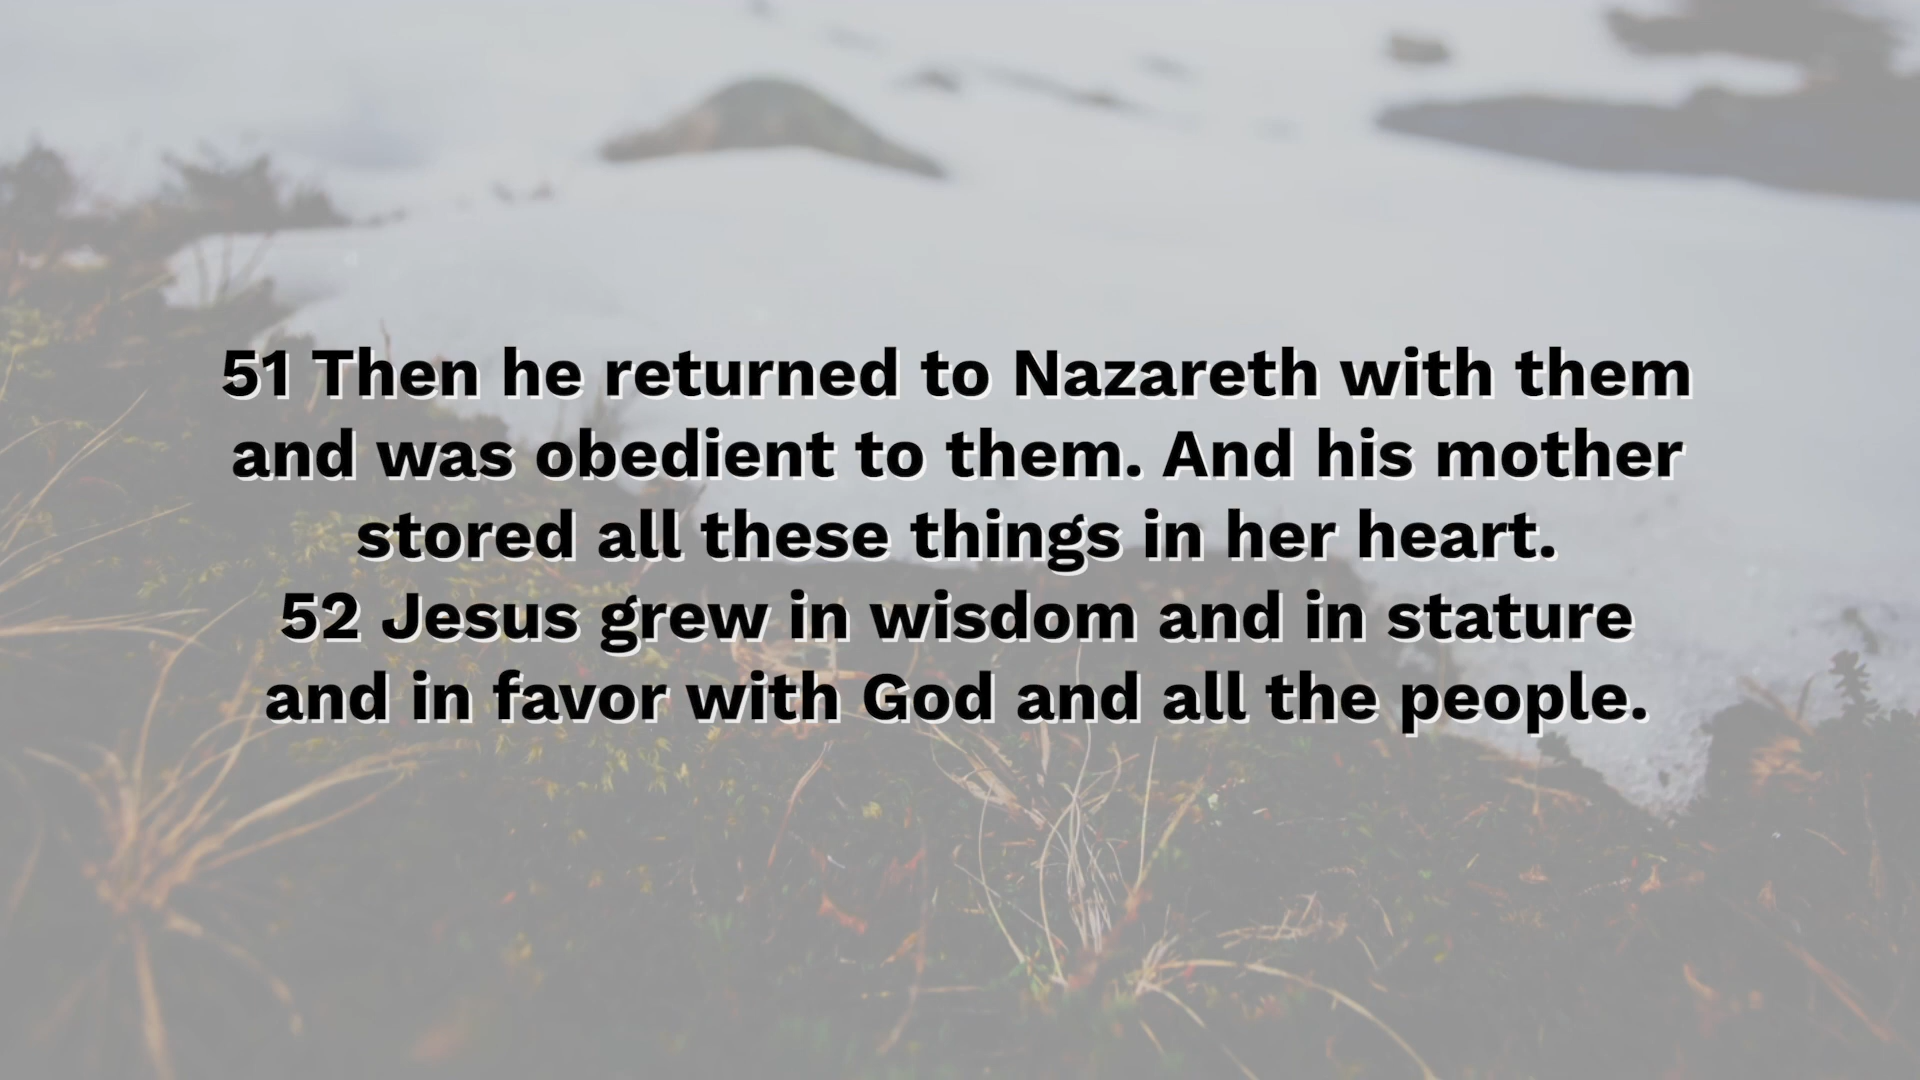 51 Then he returned to Nazareth with them
and was obedient to them. And his mother
stored all these things in her heart.
52 Jesus grew in wisdom and in stature
and in favor with God and all the people.